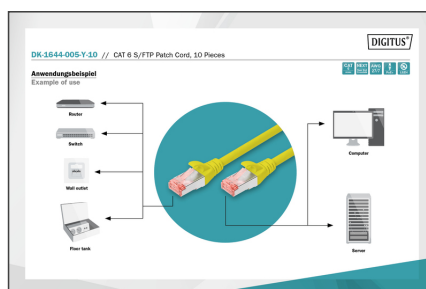 DIGITUS®
DK-1644-005-Y-10 // CAT 6 S/FTP Patch Cord, 10 Pieces
Anwendungsbeispiel
Example of use
CAT
Router
Switch
Wall outlet
Floor tank
Computer
Server